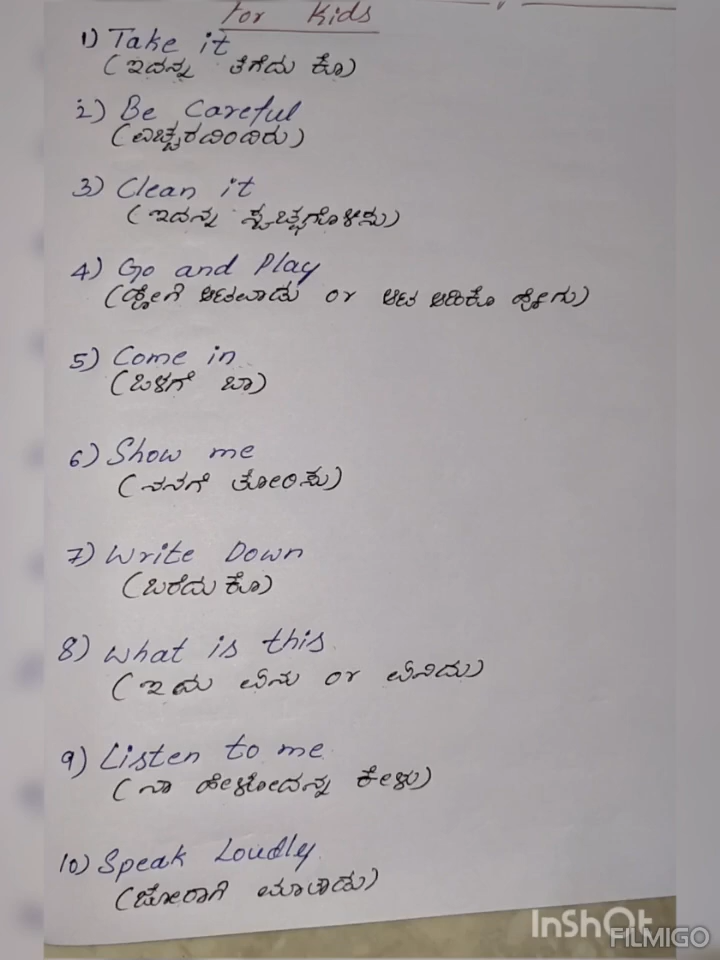 for Kids
1) Take it
(ಇದನ್ನು ತೆಗೆದು ಕೊ)
2) Be Careful
(ಎಚ್ಚರದಿಂದಿರು)
3) Clean it
(ಇದನ್ನು ಸ್ವಚ್ಛಗೊಳಿಸು)
4) Go and Play
(ಹೋಗಿ ಆಟವಾಡು or ಆಟ ಆಡಿಕೊ ಹೋಗು)
5) Come in
(ಒಳಗೆ ಬಾ)
6) Show me
(ನನಗೆ ತೋರಿಸು)
7) Write Down
(ಬರೆದು ಕೊ)
8) What is this
(ಇದು ಏನು or ಏನಿದು)
9) Listen to me
(ನಾ ಹೇಳೋದನ್ನು ಕೇಳು)
10) Speak Loudly
(ಜೋರಾಗಿ ಮಾತಾಡು)
InShOt
FILMIGO